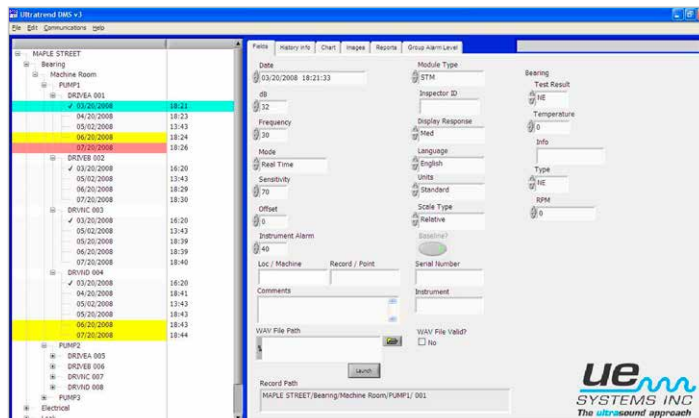 Ultratrend DMS v3
File Edit Communications Help
MAPLE STREET
Bearing
Machine Room
PUMP1
DRIVEA 001
✓ 03/20/2008 18:21
04/20/2008 18:23
05/02/2008 13:43
06/20/2008 18:24
07/20/2008 18:26
DRIVEB 002
✓ 03/20/2008 16:20
05/02/2008 13:43
06/20/2008 18:29
07/20/2008 18:30
DRVNC 003
✓ 03/20/2008 16:20
05/02/2008 13:43
05/20/2008 18:39
06/20/2008 18:39
07/20/2008 18:40
DRVND 004
✓ 03/20/2008 16:20
04/20/2008 18:41
05/02/2008 13:43
05/20/2008 18:43
06/20/2008 18:43
07/20/2008 18:44
PUMP2
DRIVEA 005
DRIVEB 006
DRVNC 007
DRVND 008
PUMP3
Electrical
Fields History Info Chart Images Reports Group Alarm Level
Date
03/20/2008 18:21:33
dB
32
Frequency
30
Mode
Real Time
Sensitivity
70
Offset
0
Instrument Alarm
40
Loc / Machine Record / Point
Comments
WAV File Path
Launch
Record Path
MAPLE STREET/Bearing/Machine Room/PUMP1/ 001
Module Type
STM
Inspector ID
Display Response
Med
Language
English
Units
Standard
Scale Type
Relative
Baseline?
Serial Number
Instrument
WAV File Valid?
No
Bearing
Test Result
NE
Temperature
0
Info
Type
NE
RPM
0
ue
SYSTEMS INC
The ultrasound approach